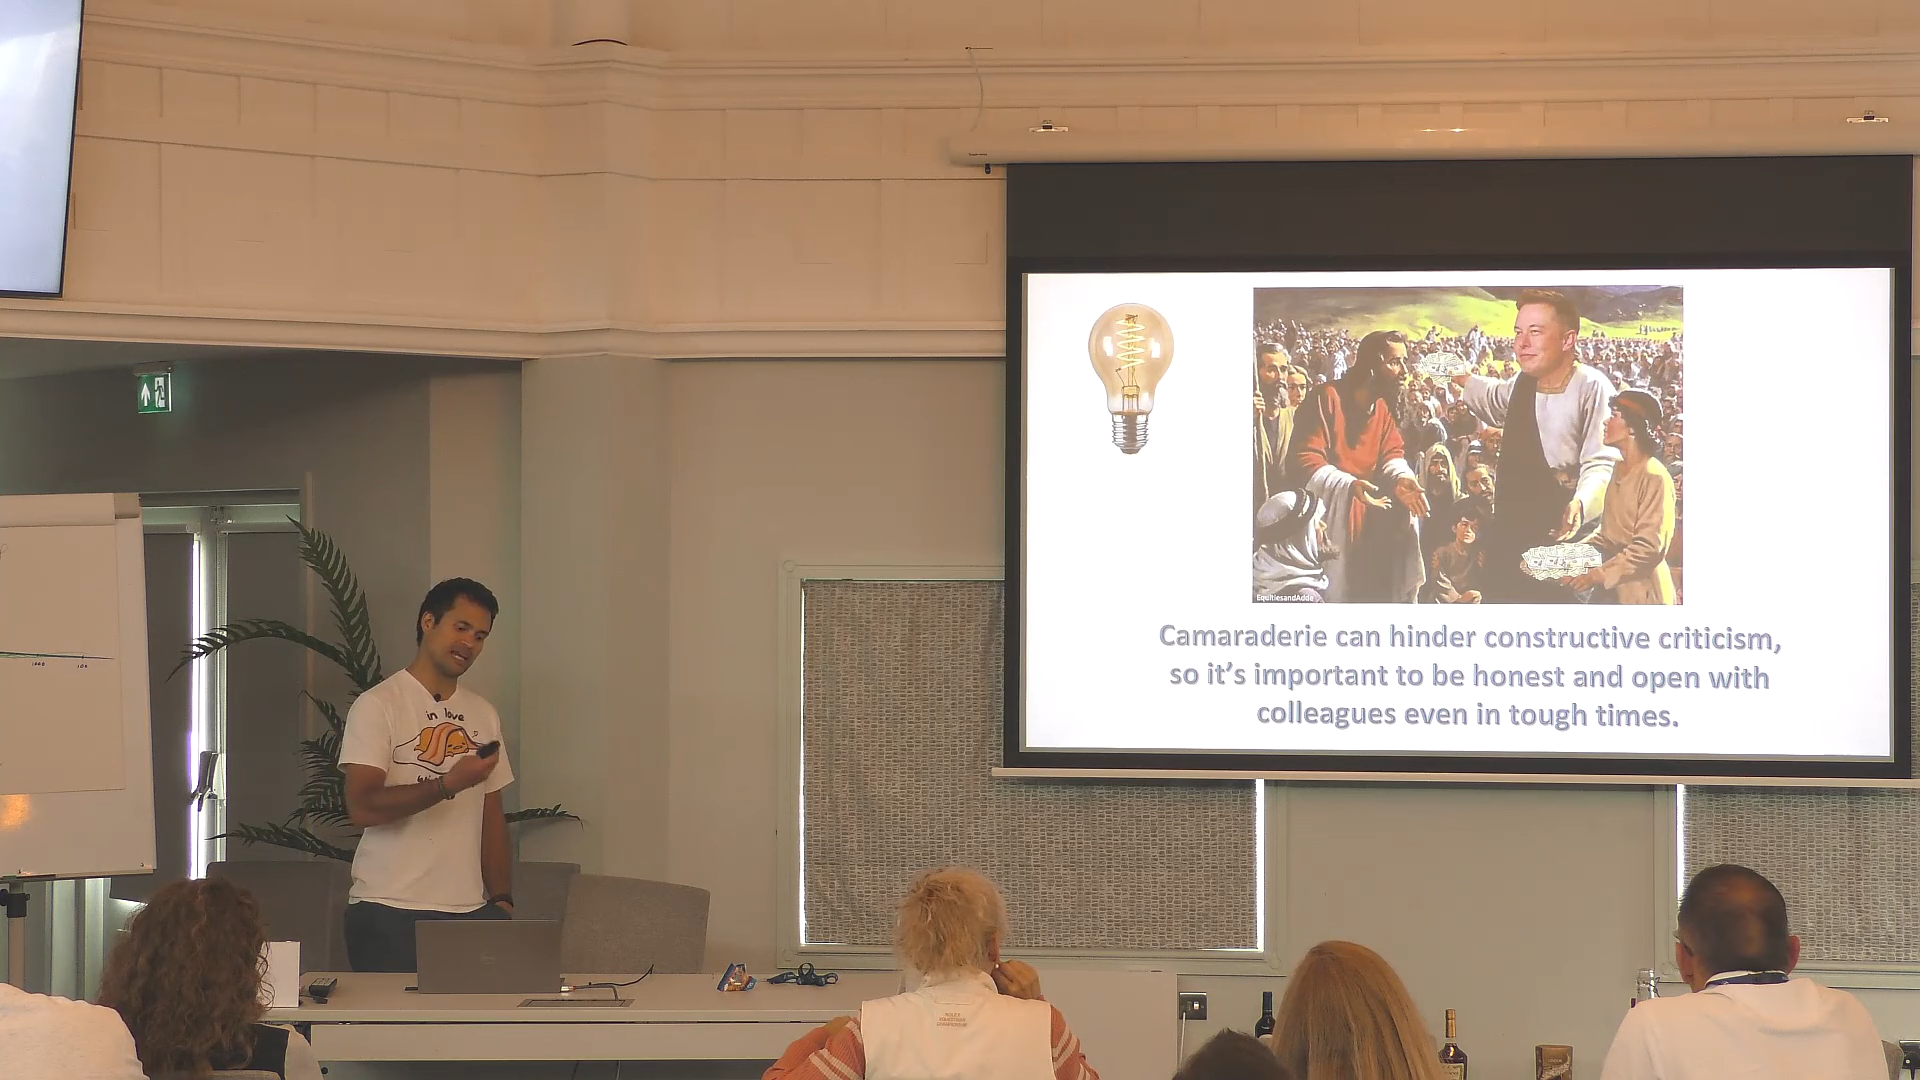 EquitiesandAdde
Camaraderie can hinder constructive criticism,
so it's important to be honest and open with
colleagues even in tough times.
in love